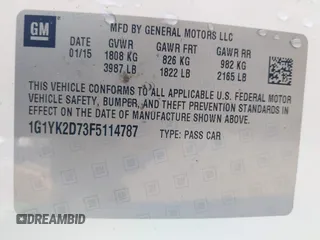 GM
MFD BY GENERAL MOTORS LLC
DATE GVWR GAWR FRT GAWR RR
01/15 1808 KG 826 KG 982 KG
3987 LB 1822 LB 2165 LB
THIS VEHICLE CONFORMS TO ALL APPLICABLE U.S. FEDERAL MOTOR
VEHICLE SAFETY, BUMPER, AND THEFT PREVENTION STANDARDS IN
EFFECT ON THE DATE OF MANUFACTURE SHOWN ABOVE.
1G1YK2D73F5114787 TYPE: PASS CAR
©DREAMBID